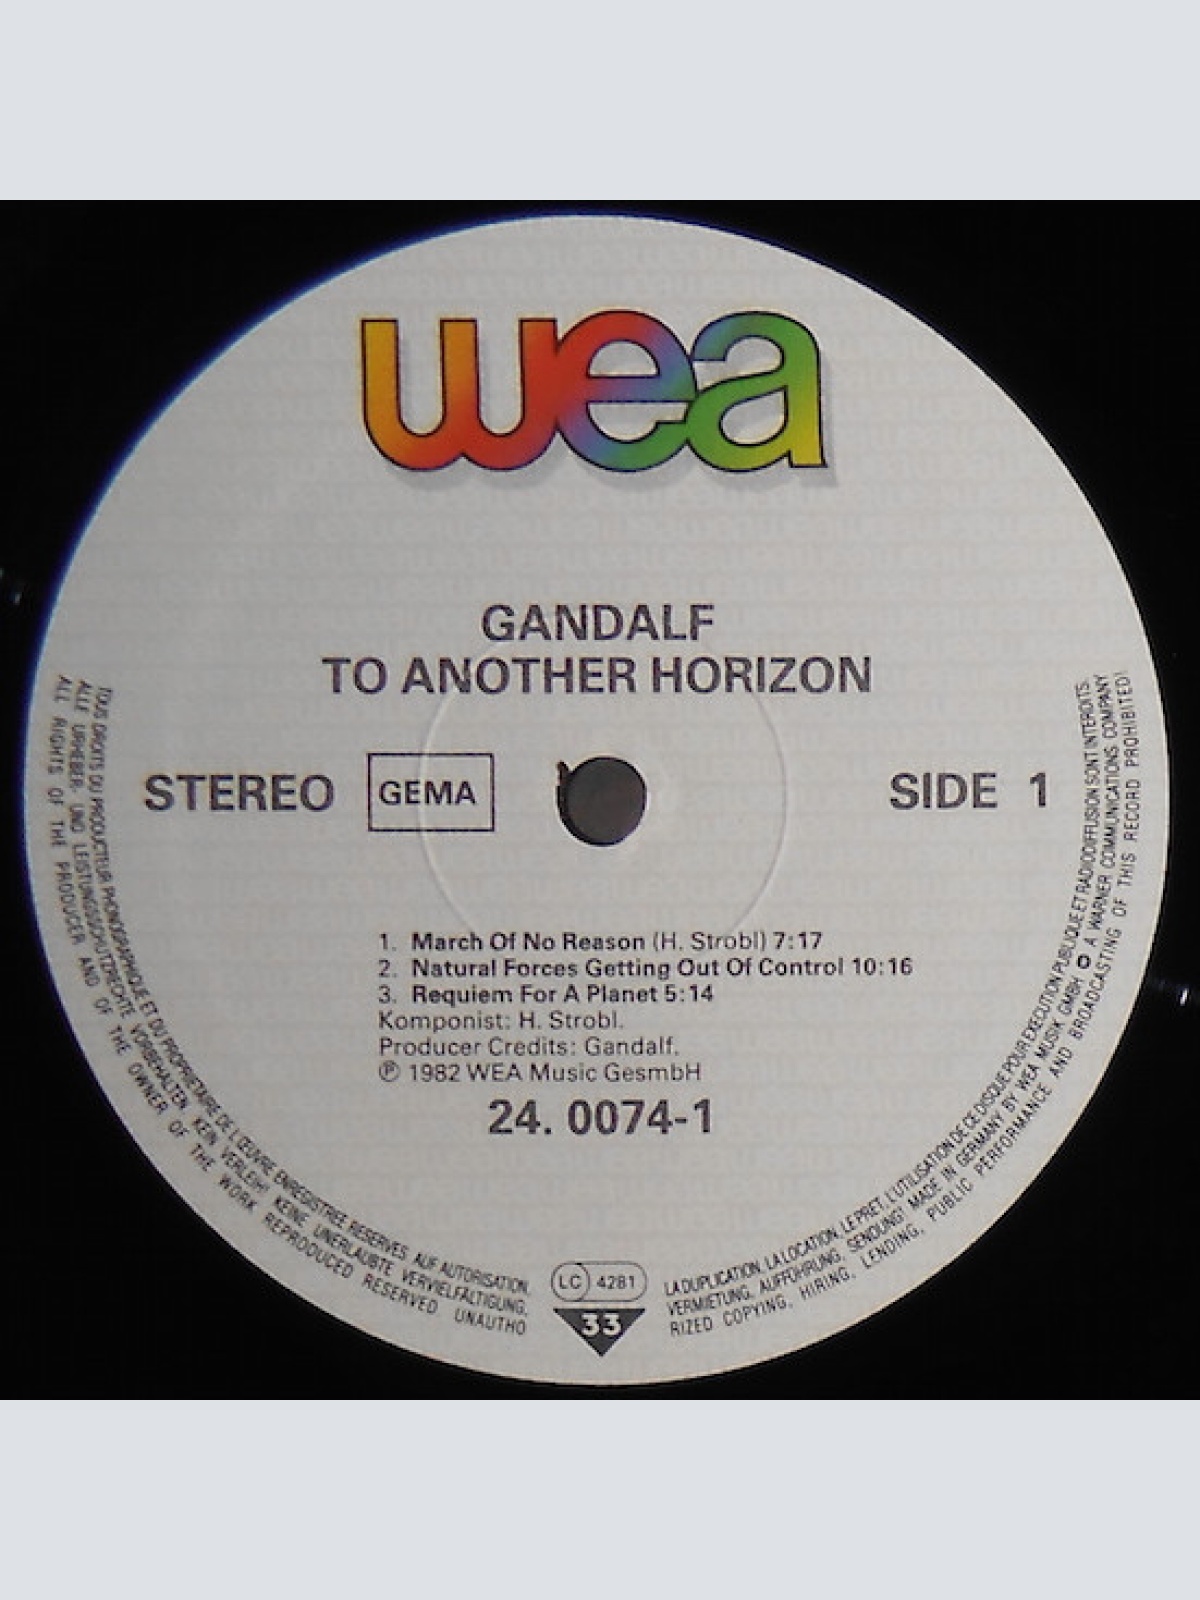 wea
GANDALF
TO ANOTHER HORIZON
STEREO GEMA SIDE 1
1. March Of No Reason (H. Strobl) 7:17
2. Natural Forces Getting Out Of Control 10:16
3. Requiem For A Planet 5:14
Komponist: H. Strobl.
Producer Credits: Gandalf.
℗ 1982 WEA Music GesmbH
24. 0074-1
LC 4281
33
TOUS DROITS DU PRODUCTEUR PHONOGRAPHIQUE ET DU PROPRIETAIRE DE L'ŒUVRE ENREGISTREE RESERVES. AUF AUTORISATION, LA DUPLICATION, LA LOCATION, LE PRET, L'UTILISATION DE CE DISQUE POUR EXECUTION PUBLIQUE ET RADIODIFFUSION SONT INTERDITS.
ALLE URHEBER- UND LEISTUNGSSCHUTZRECHTE VORBEHALTEN. KEIN VERLEIH! KEINE UNERLAUBTE VERVIELFÄLTIGUNG, VERMIETUNG, AUFFÜHRUNG, SENDUNG! MADE IN GERMANY BY WEA MUSIK GMBH A WARNER COMMUNICATIONS COMPANY
ALL RIGHTS OF THE PRODUCER AND OF THE OWNER OF THE WORK REPRODUCED RESERVED UNAUTHORIZED COPYING, HIRING, LENDING, PUBLIC PERFORMANCE AND BROADCASTING OF THIS RECORD PROHIBITED!